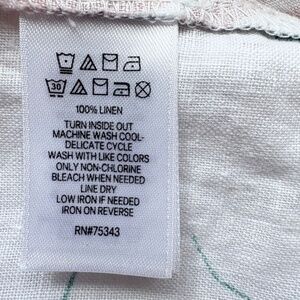 30
100% LINEN
TURN INSIDE OUT
MACHINE WASH COOL-
DELICATE CYCLE
WASH WITH LIKE COLORS
ONLY NON-CHLORINE
BLEACH WHEN NEEDED
LINE DRY
LOW IRON IF NEEDED
IRON ON REVERSE
RN#75343